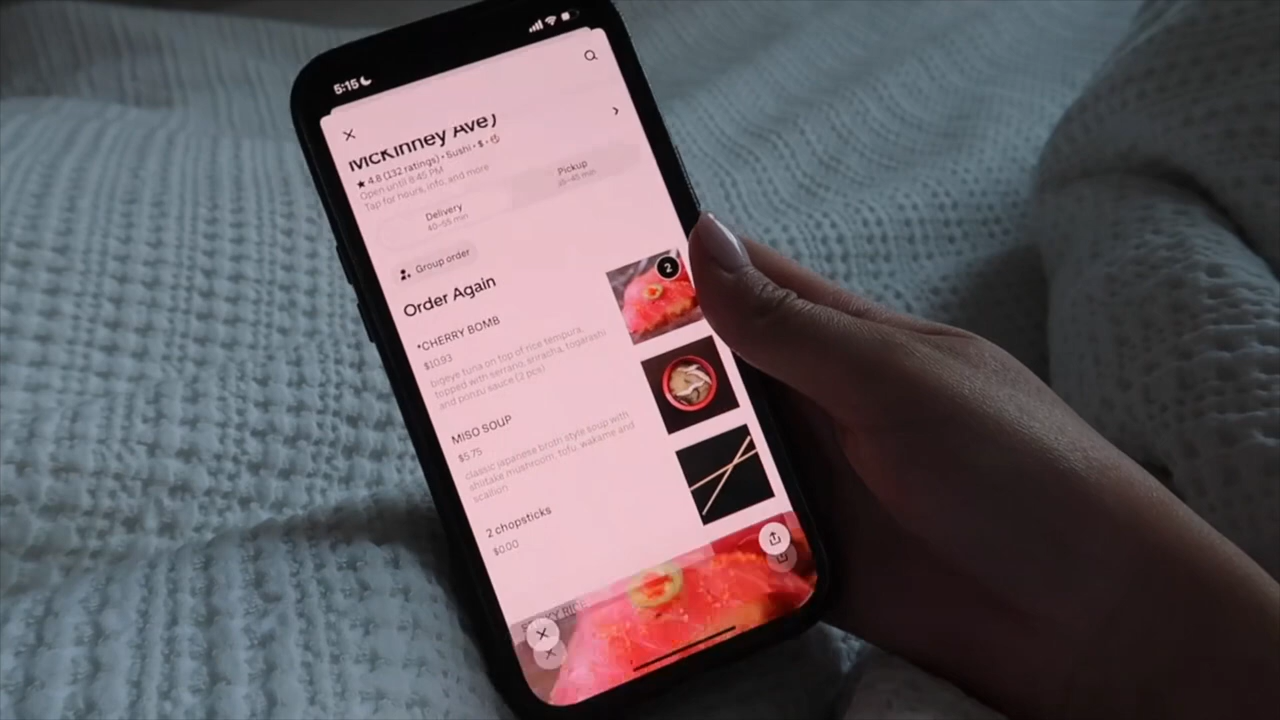 5:15
McKinney Ave)
★ 4.8 (132 ratings) • Sushi • $ •
Open until 8:45 PM
Tap for hours, info, and more
Delivery
Pickup
Group order
Order Again
2
*CHERRY BOMB
$10.93
bigeye tuna on top of rice tempura,
topped with serrano, sriracha, togarashi
and ponzu sauce (2 pcs)
MISO SOUP
$5.75
classic japanese broth style soup with
shiitake mushroom, tofu, wakame and
scallion
2 chopsticks
$0.00